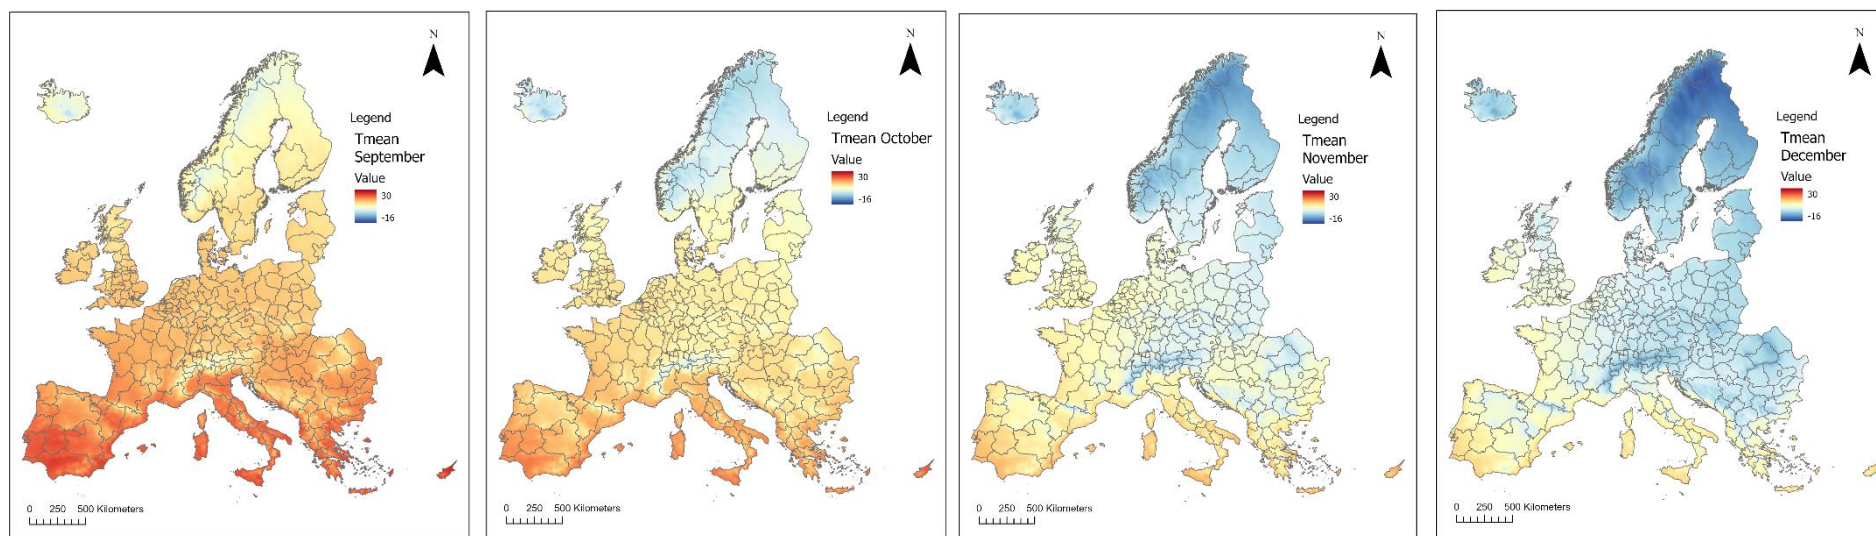 N
Legend
Tmean
September
Value
30
-16
0 250 500 Kilometers
N
Legend
Tmean October
Value
30
-16
0 250 500 Kilometers
N
Legend
Tmean
November
Value
30
-16
0 250 500 Kilometers
N
Legend
Tmean
December
Value
30
-16
0 250 500 Kilometers